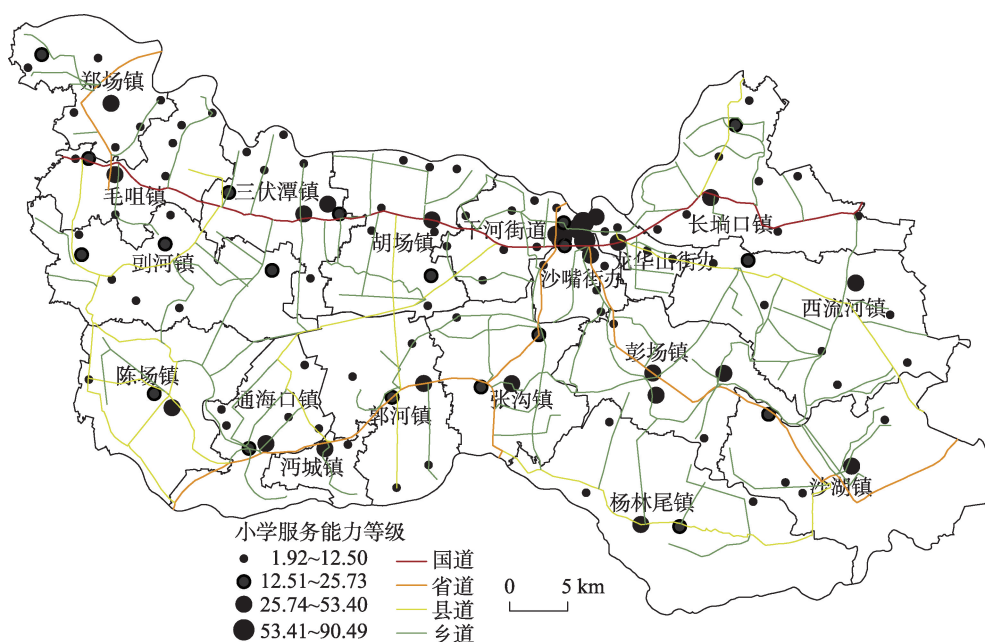 郑场镇
毛咀镇
三伏潭镇
剅河镇
胡场镇
干河街道
长埫口镇
沙嘴街办
龙华山街办
西流河镇
陈场镇
通海口镇
郭河镇
张沟镇
彭场镇
沔城镇
杨林尾镇
沙湖镇
小学服务能力等级
1.92~12.50
12.51~25.73
25.74~53.40
53.41~90.49
国道
省道
县道
乡道
0 5 km